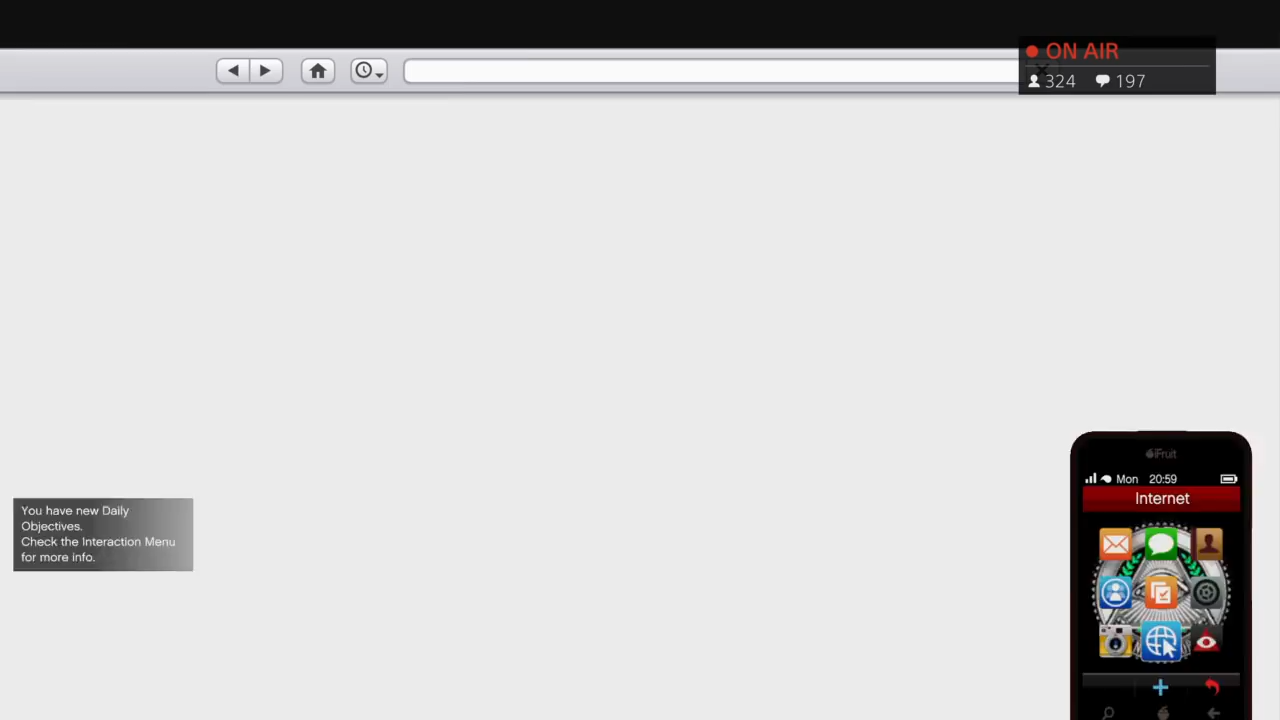 ON AIR
324 197
iFruit
Mon 20:59
Internet
You have new Daily
Objectives.
Check the Interaction Menu
for more info.